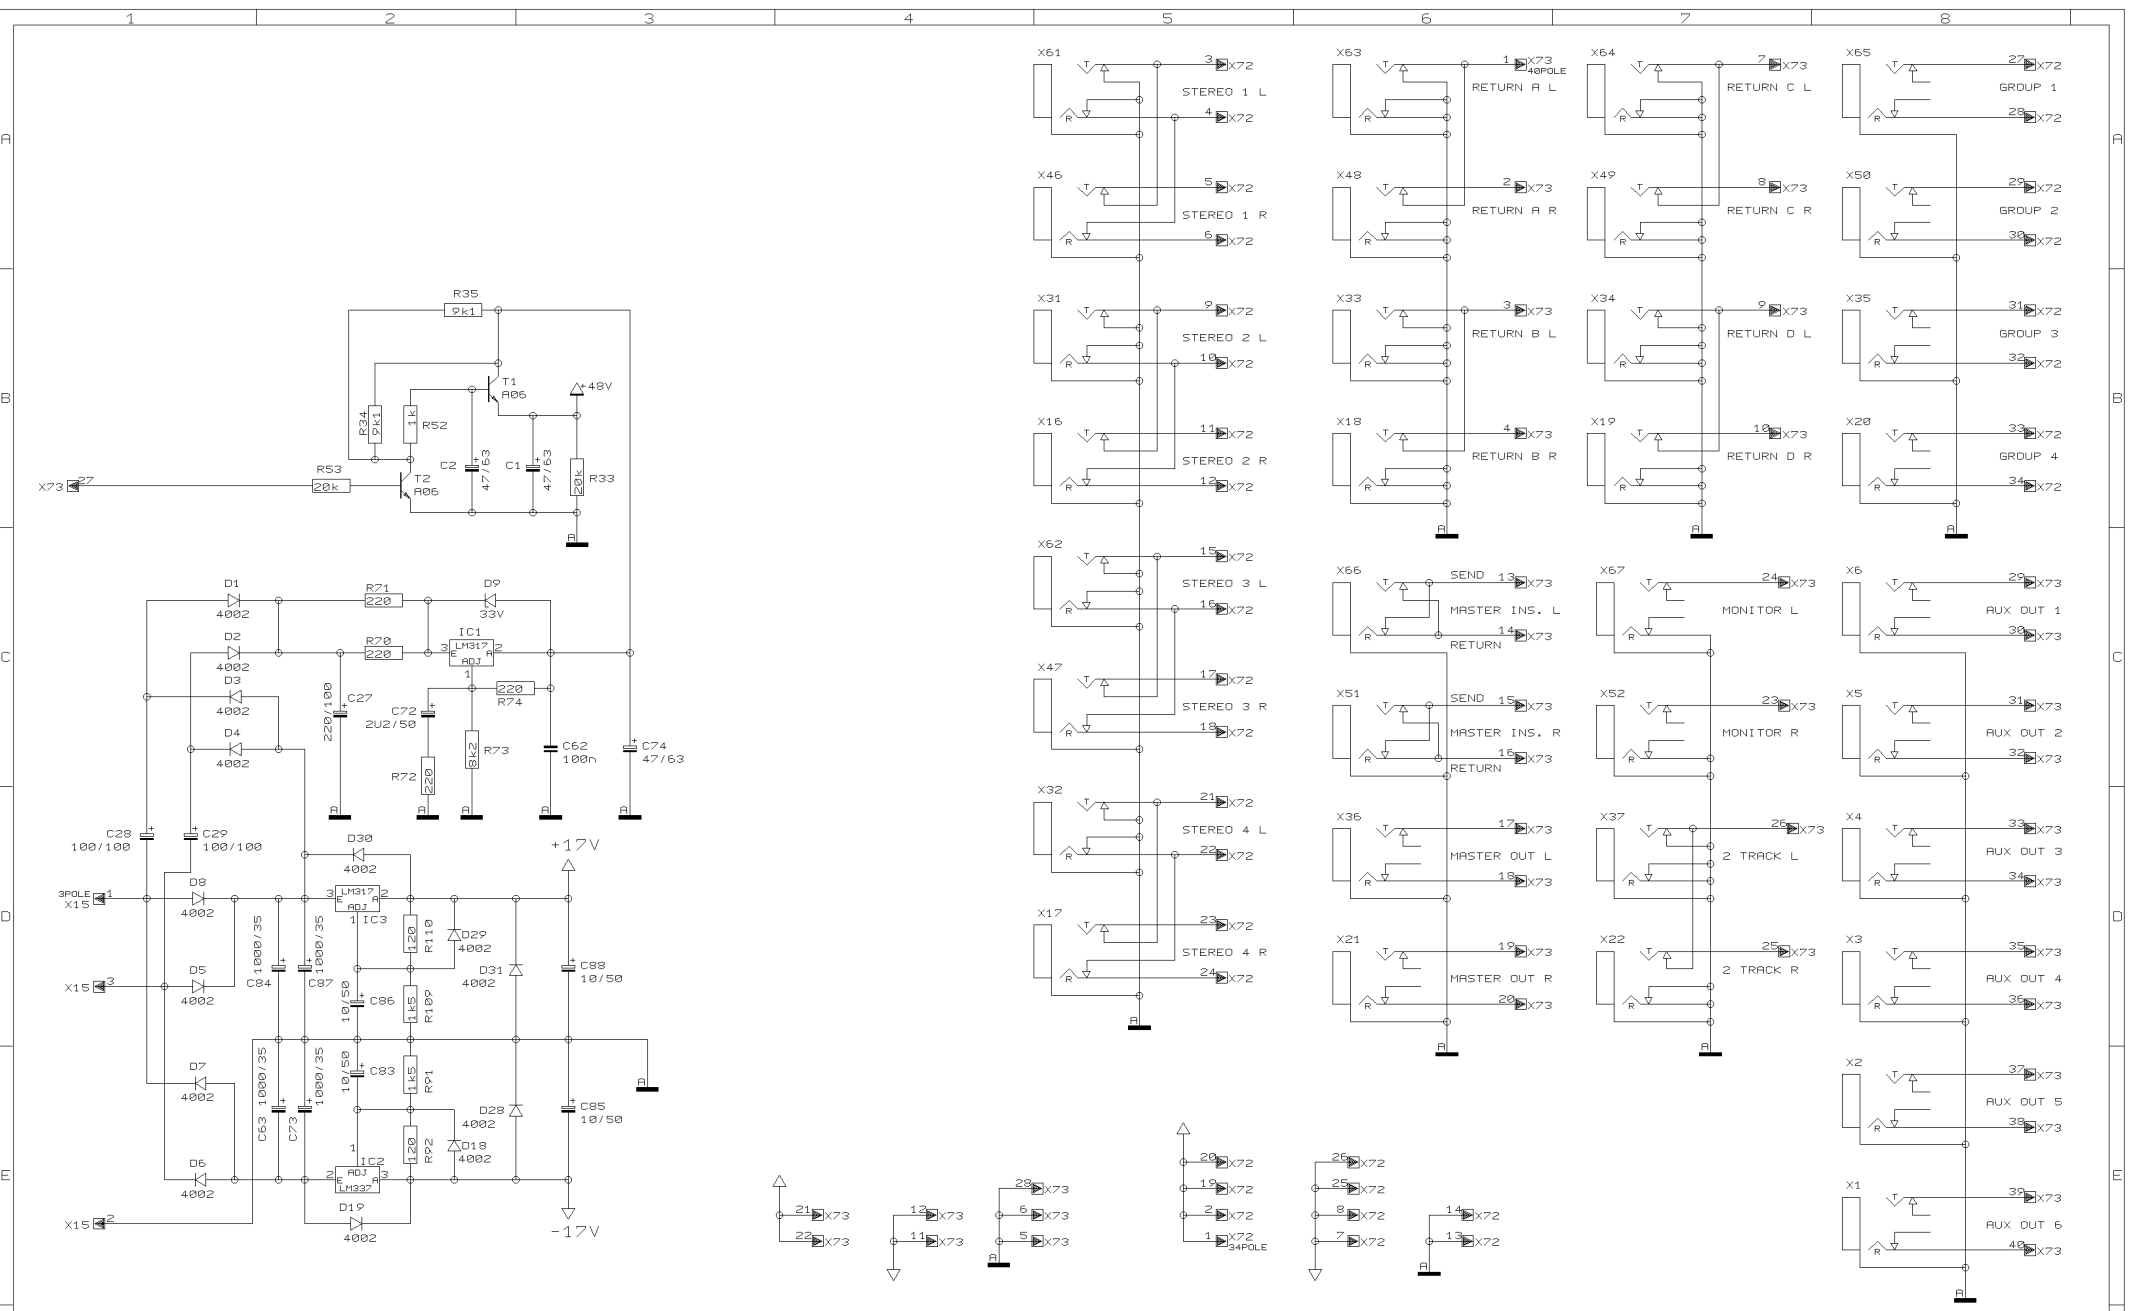 1 2 3 4 5 6 7 8
A A
B B
C C
D D
E E
R35
9k1
T1
A06
+48V
R34
9k1
1k
R52
C2
47/63
C1
47/63
20k
R33
R53
20k
T2
A06
X73 27
A
D1
4002
R71
220
D9
33V
D2
4002
R70
220
IC1
3 LM317 2
E A
ADJ
1
D3
4002
220/100
C27
C72
2U2/50
220
R74
D4
4002
8k2
R73
C62
100n
C74
47/63
R72
220
A A A A A
C28
100/100
C29
100/100
D30
4002
+17V
3POLE 1
X15
D8
4002
3 LM317 2
E A
ADJ
1 IC3
1000/35
C84
1000/35
C87
120
R110
D29
4002
X15 3
D5
4002
D31
4002
C88
10/50
10/50
C86
1k5
R109
D7
4002
C63
1000/35
C73
1000/35
10/50
C83
1k5
R91
A
D28
4002
C85
10/50
120
R92
D18
4002
D6
4002
1
IC2
ADJ
2 E A 3
LM337
X15 2
D19
4002
-17V
X61
T 3 X72
STEREO 1 L
R 4 X72
X46
T 5 X72
STEREO 1 R
R 6 X72
X31
T 9 X72
STEREO 2 L
R 10 X72
X16
T 11 X72
STEREO 2 R
R 12 X72
X62
T 15 X72
STEREO 3 L
R 16 X72
X47
T 17 X72
STEREO 3 R
R 18 X72
X32
T 21 X72
STEREO 4 L
R 22 X72
X17
T 23 X72
STEREO 4 R
R 24 X72
A
X63
T 1 X73
40POLE
RETURN A L
R
X48
T 2 X73
RETURN A R
R
X33
T 3 X73
RETURN B L
R
X18
T 4 X73
RETURN B R
R
A
X66
SEND
T 13 X73
MASTER INS. L
R 14 X73
RETURN
X51
SEND
T 15 X73
MASTER INS. R
R 16 X73
RETURN
X36
T 17 X73
MASTER OUT L
R 18 X73
X21
T 19 X73
MASTER OUT R
R 20 X73
A
X64
T 7 X73
RETURN C L
R
X49
T 8 X73
RETURN C R
R
X34
T 9 X73
RETURN D L
R
X19
T 10 X73
RETURN D R
R
A
X67
T 24 X73
MONITOR L
R
X52
T 23 X73
MONITOR R
R
X37
T 26 X73
2 TRACK L
R
X22
T 25 X73
2 TRACK R
R
A
X65
T 27 X72
GROUP 1
R 28 X72
X50
T 29 X72
GROUP 2
R 30 X72
X35
T 31 X72
GROUP 3
R 32 X72
X20
T 33 X72
GROUP 4
R 34 X72
A
X6
T 29 X73
AUX OUT 1
R 30 X73
X5
T 31 X73
AUX OUT 2
R 32 X73
X4
T 33 X73
AUX OUT 3
R 34 X73
X3
T 35 X73
AUX OUT 4
R 36 X73
X2
T 37 X73
AUX OUT 5
R 38 X73
X1
T 39 X73
AUX OUT 6
R 40 X73
A
21 X73
22 X73
12 X73
11 X73
28 X73
6 X73
5 X73
A
20 X72
19 X72
2 X72
1 X72
34POLE
26 X72
25 X72
8 X72
7 X72
14 X72
13 X72
A